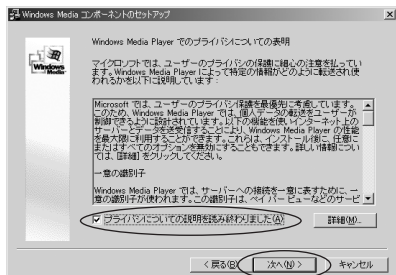 Windows Media コンポーネントのセットアップ
Windows Media Player でのプライバシについての表明
マイクロソフトでは、ユーザーのプライバシの保護に細心の注意を払ってい
ます。Windows Media Player によって特定の情報がどのように転送され使
われるかを以下に説明しています:
Windows
Media
Microsoft では、ユーザーのプライバシ保護を最優先に考慮しています。
このため、Windows Media Player では、個人データの転送をユーザーが
制御できるように設計されています。以下の機能を使いインターネット上の
サーバーとデータを送受信することにより、Windows Media Player の性能
を最大限に利用することができます。これらは、インストール後に、任意に
またはすべてのオプションを無効にすることもできます。詳しい情報につい
ては、[詳細] をクリックしてください。
一意の識別子
Windows Media Player では、サーバーへの接続を一意に表すために、一
意の識別子が使われます。この識別子は、ペイ パー ビューなどのサービ
プライバシについての説明を読み終わりました(A)
詳細(M)...
< 戻る(B)
次へ(N) >
キャンセル